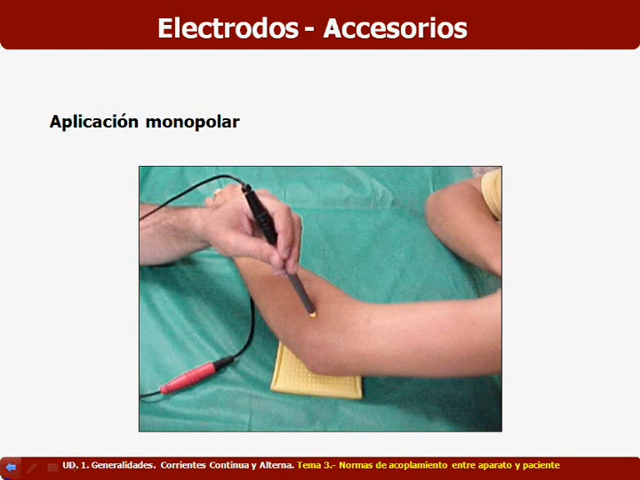 Electrodos - Accesorios
Aplicación monopolar
UD. 1. Generalidades. Corrientes Continua y Alterna. Tema 3.- Normas de acoplamiento entre aparato y paciente